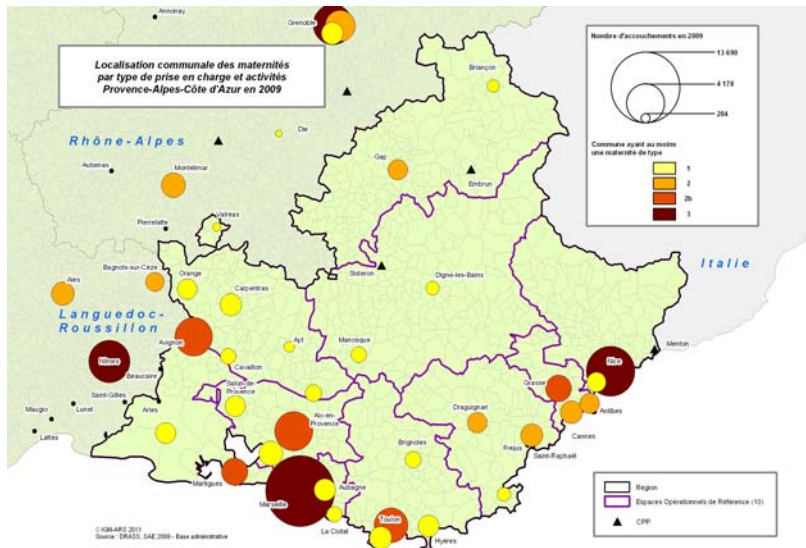 Annonay
Grenoble
Localisation communale des maternités
par type de prise en charge et activités
Provence-Alpes-Côte d'Azur en 2009
Nombre d'accouchements en 2009
13 690
4 178
204
Commune ayant au moins
une maternité de type
1
2
2b
3
Briançon
Rhône-Alpes
Die
Aubenas
Montelimar
Gap
Embrun
Pierrelatte
Valréas
Italie
Sisteron
Digne-les-Bains
Bagnols-sur-Cèze
Orange
Alès
Carpentras
Languedoc-
Roussillon
Avignon
Apt
Manosque
Menton
Nice
Nîmes
Cavaillon
Beaucaire
Grasse
Saint-Gilles
Salon-de-
Provence
Antibes
Mauguio
Lunel
Arles
Aix-en-
Provence
Draguignan
Cannes
Lattes
Fréjus
Saint-Raphaël
Brignoles
Martigues
Aubagne
Marseille
La Ciotat
Toulon
Hyères
Région
Espaces Opérationnels de Référence (10)
CPP
© IGN-ARS 2011
Source : DRASS, SAE 2008 - Base administrative